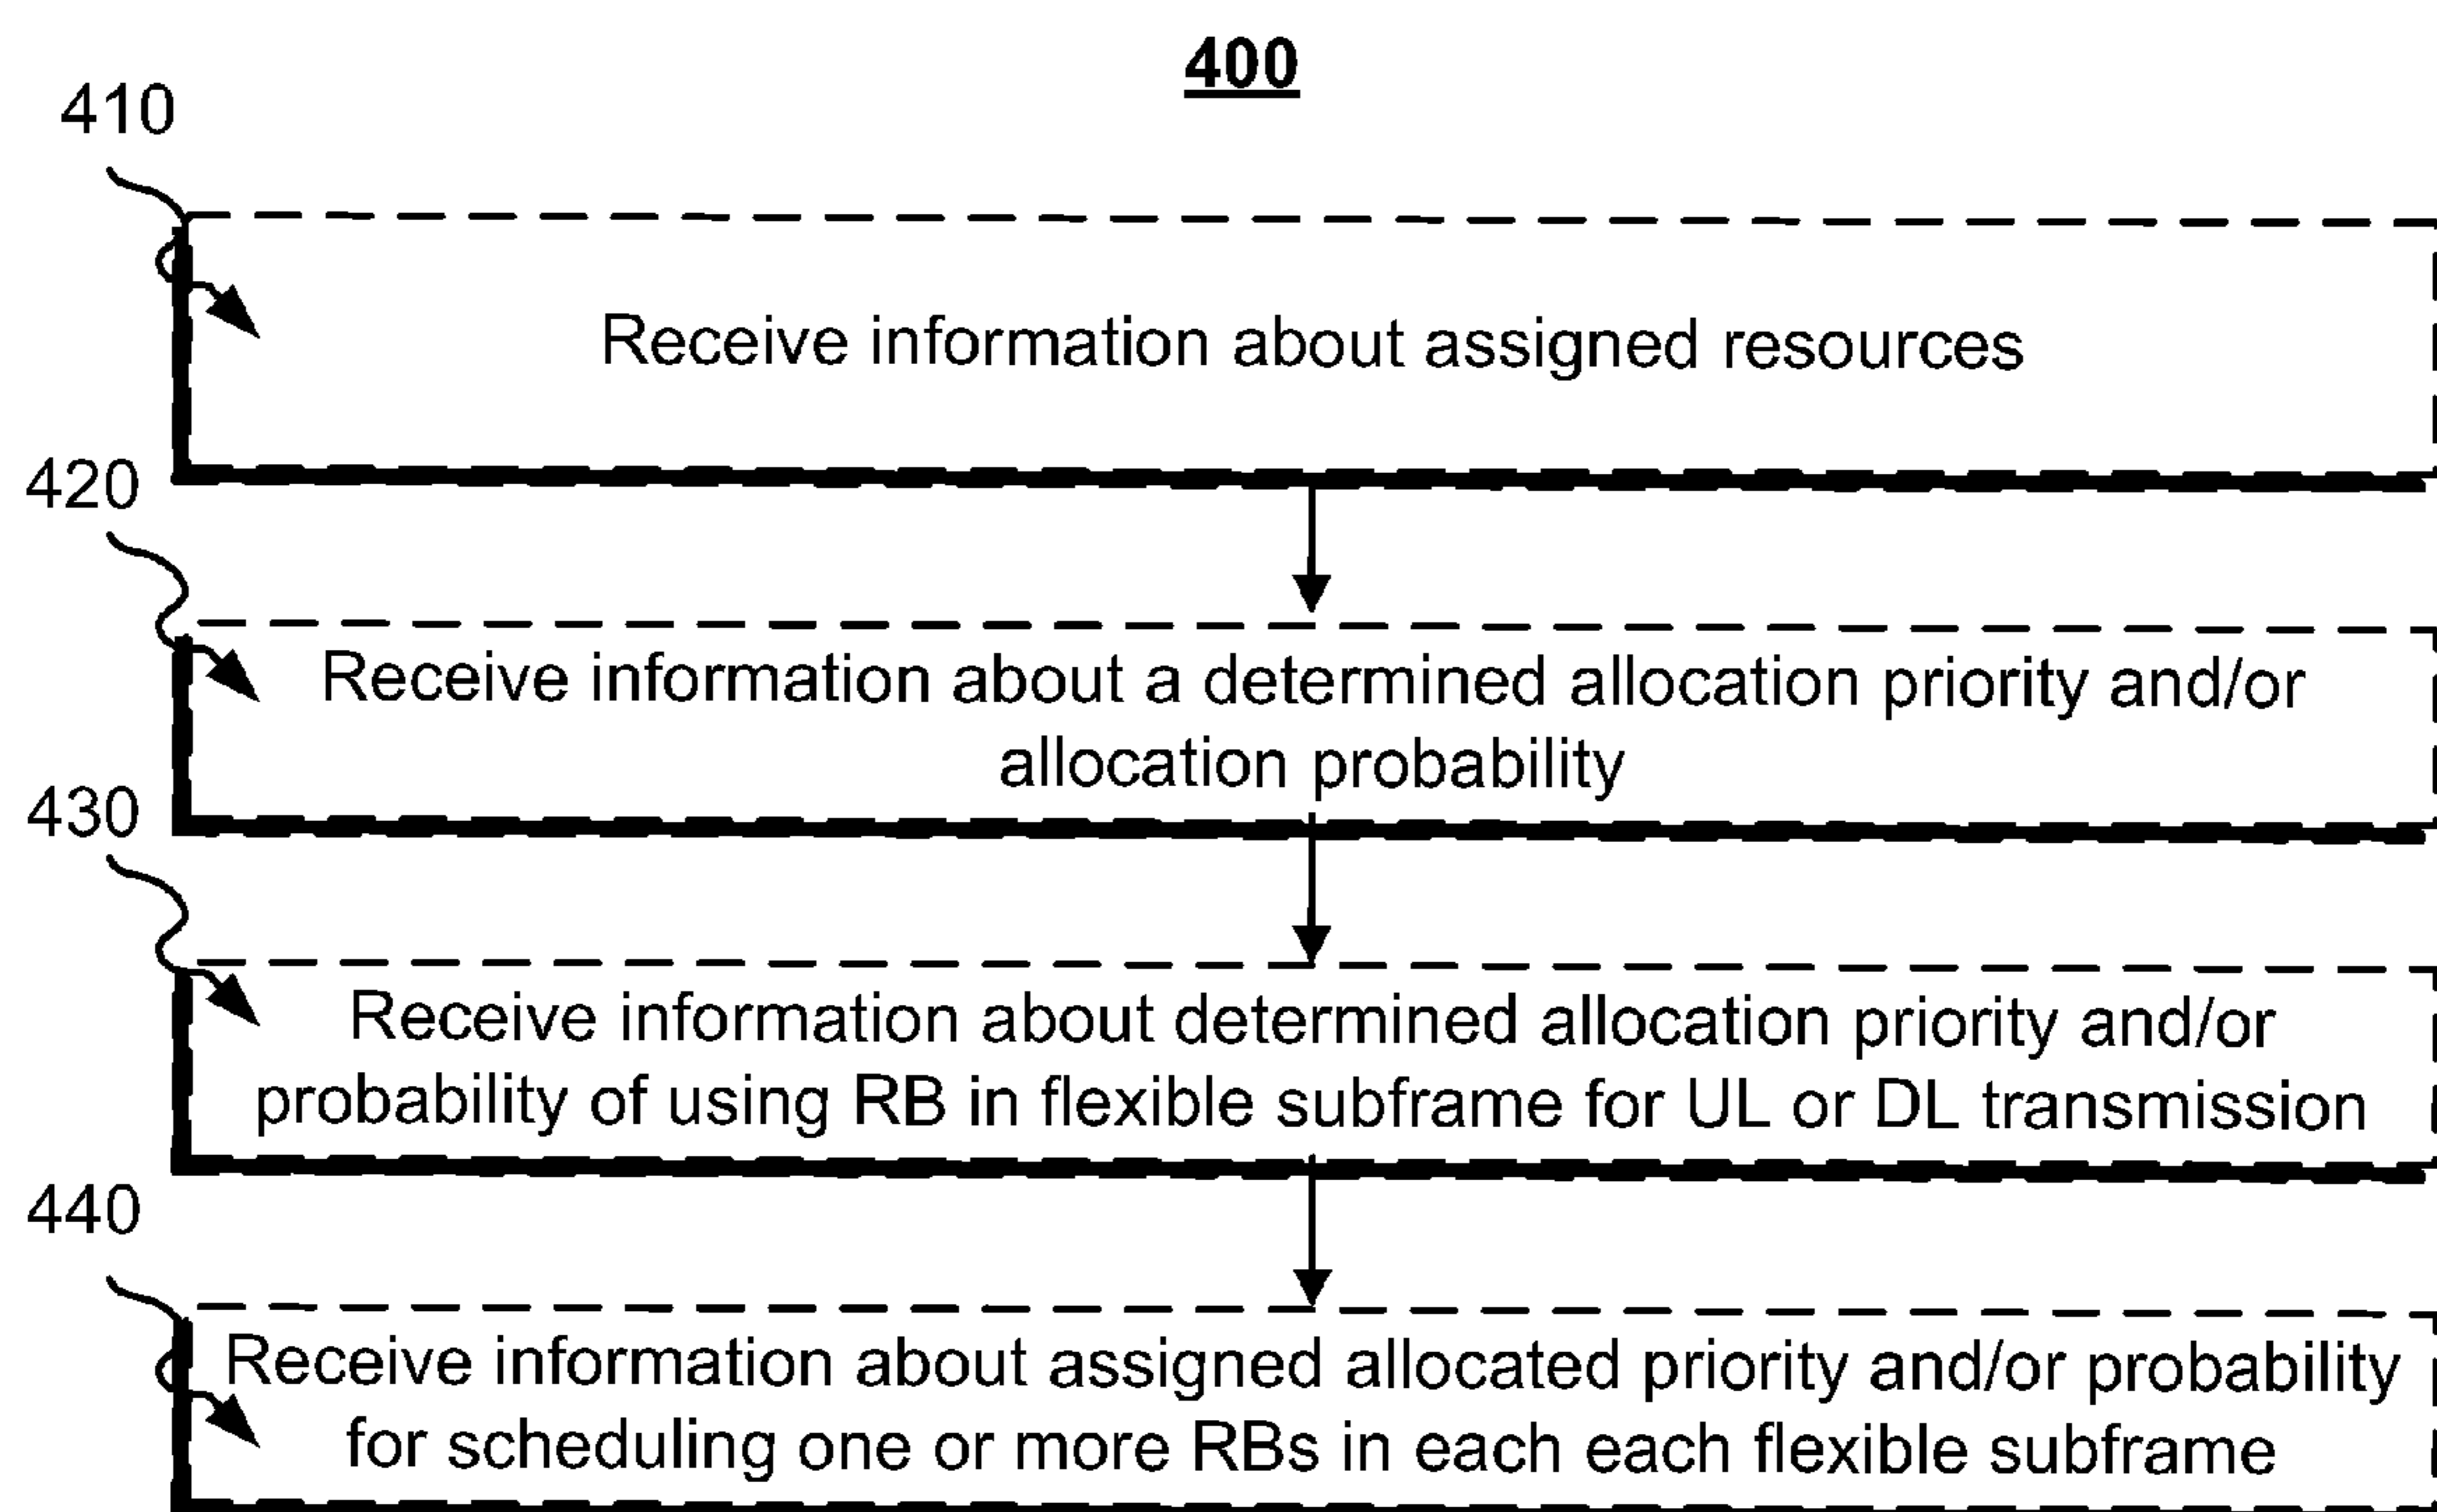 400
410
Receive information about assigned resources
420
Receive information about a determined allocation priority and/or
allocation probability
430
Receive information about determined allocation priority and/or
probability of using RB in flexible subframe for UL or DL transmission
440
Receive information about assigned allocated priority and/or probability
for scheduling one or more RBs in each each flexible subframe